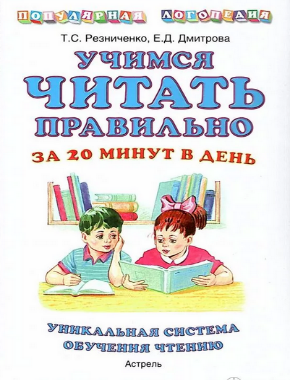 ПОПУЛЯРНАЯ ЛОГОПЕДИЯ
Т.С. Резниченко, Е.Д. Дмитрова
УЧИМСЯ
ЧИТАТЬ
ПРАВИЛЬНО
ЗА 20 МИНУТ В ДЕНЬ
УНИКАЛЬНАЯ СИСТЕМА
ОБУЧЕНИЯ ЧТЕНИЮ
Астрель